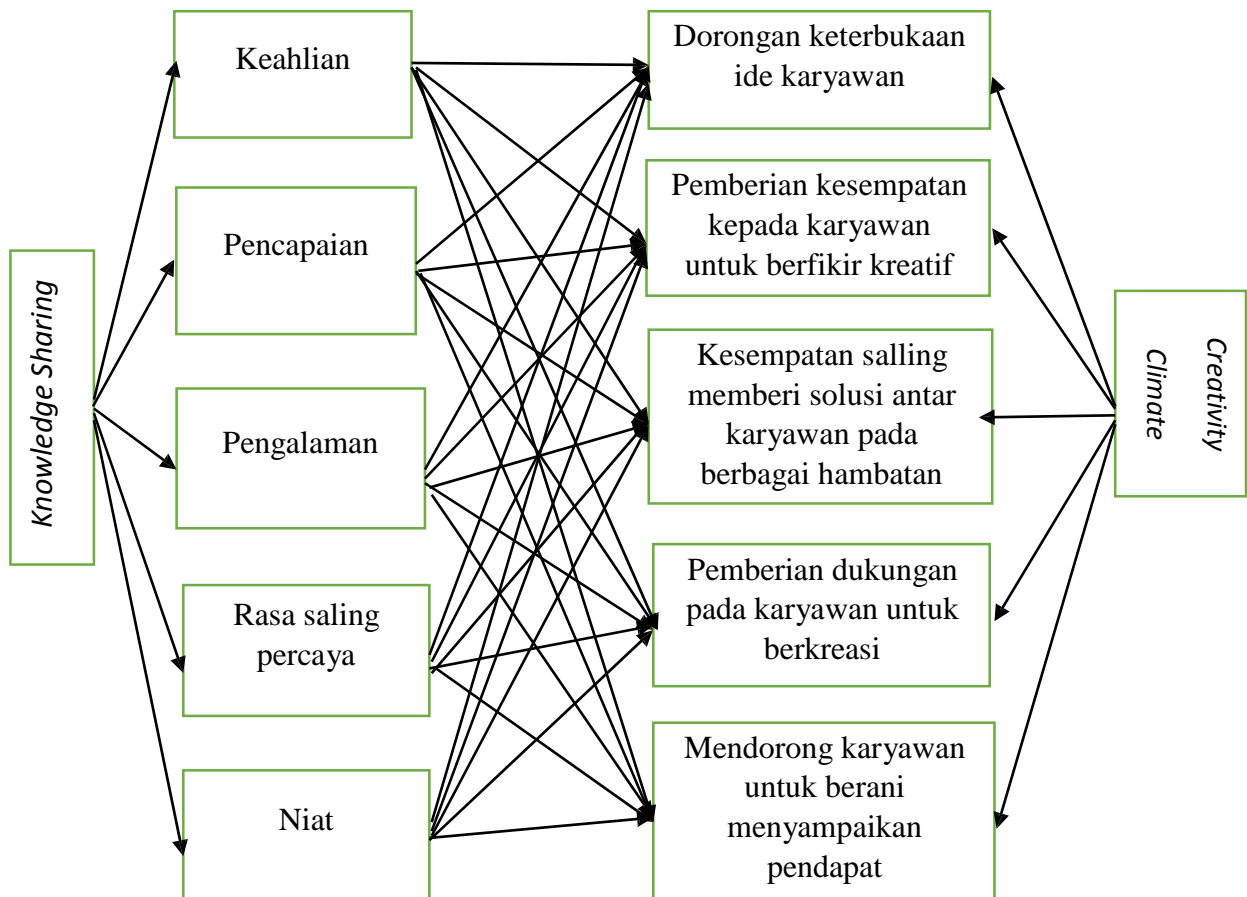 Knowledge Sharing
Keahlian
Pencapaian
Pengalaman
Rasa saling
percaya
Niat
Dorongan keterbukaan
ide karyawan
Pemberian kesempatan
kepada karyawan
untuk berfikir kreatif
Kesempatan salling
memberi solusi antar
karyawan pada
berbagai hambatan
Pemberian dukungan
pada karyawan untuk
berkreasi
Mendorong karyawan
untuk berani
menyampaikan
pendapat
Creativity
Climate